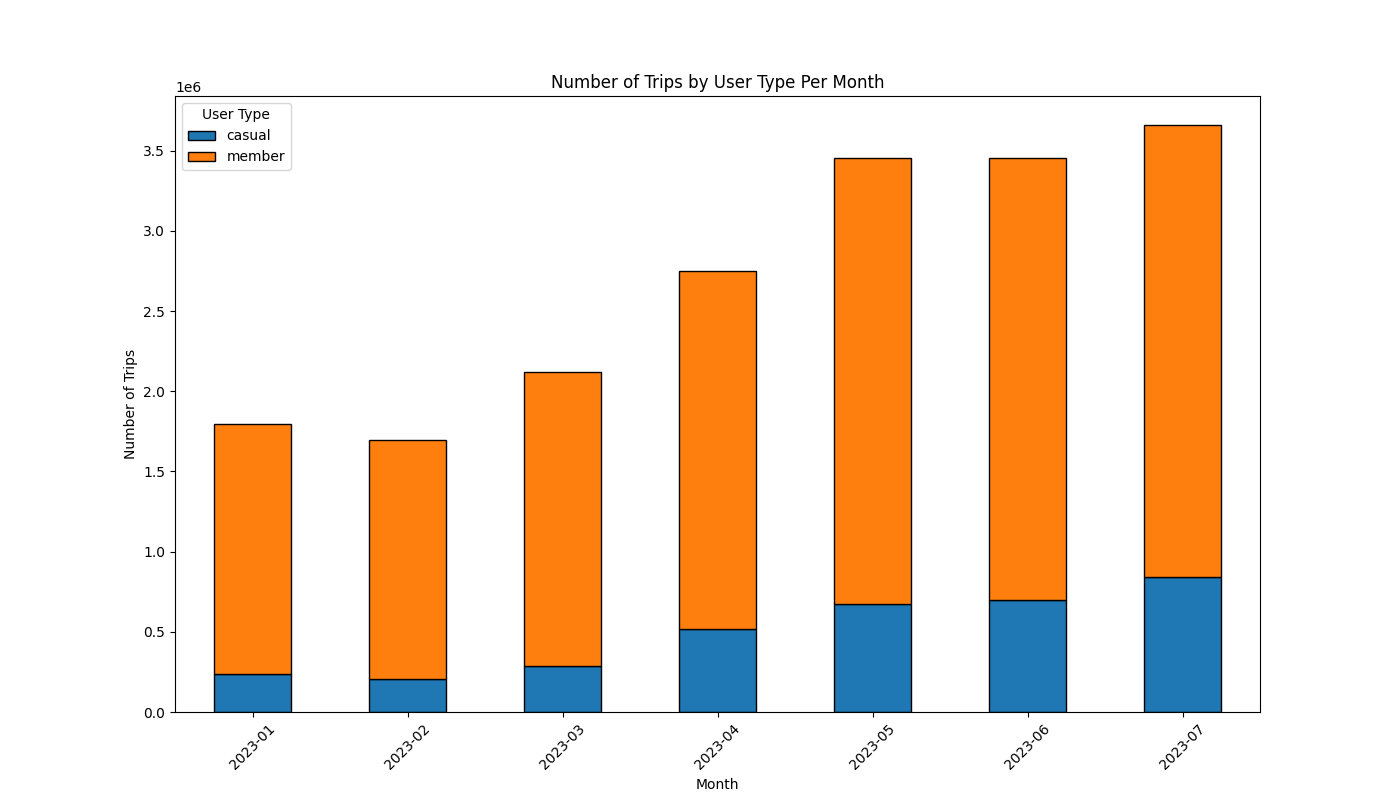 Number of Trips by User Type Per Month
1e6
User Type
casual
member
3.5
3.0
2.5
2.0
1.5
1.0
0.5
0.0
Number of Trips
2023-01
2023-02
2023-03
2023-04
2023-05
2023-06
2023-07
Month